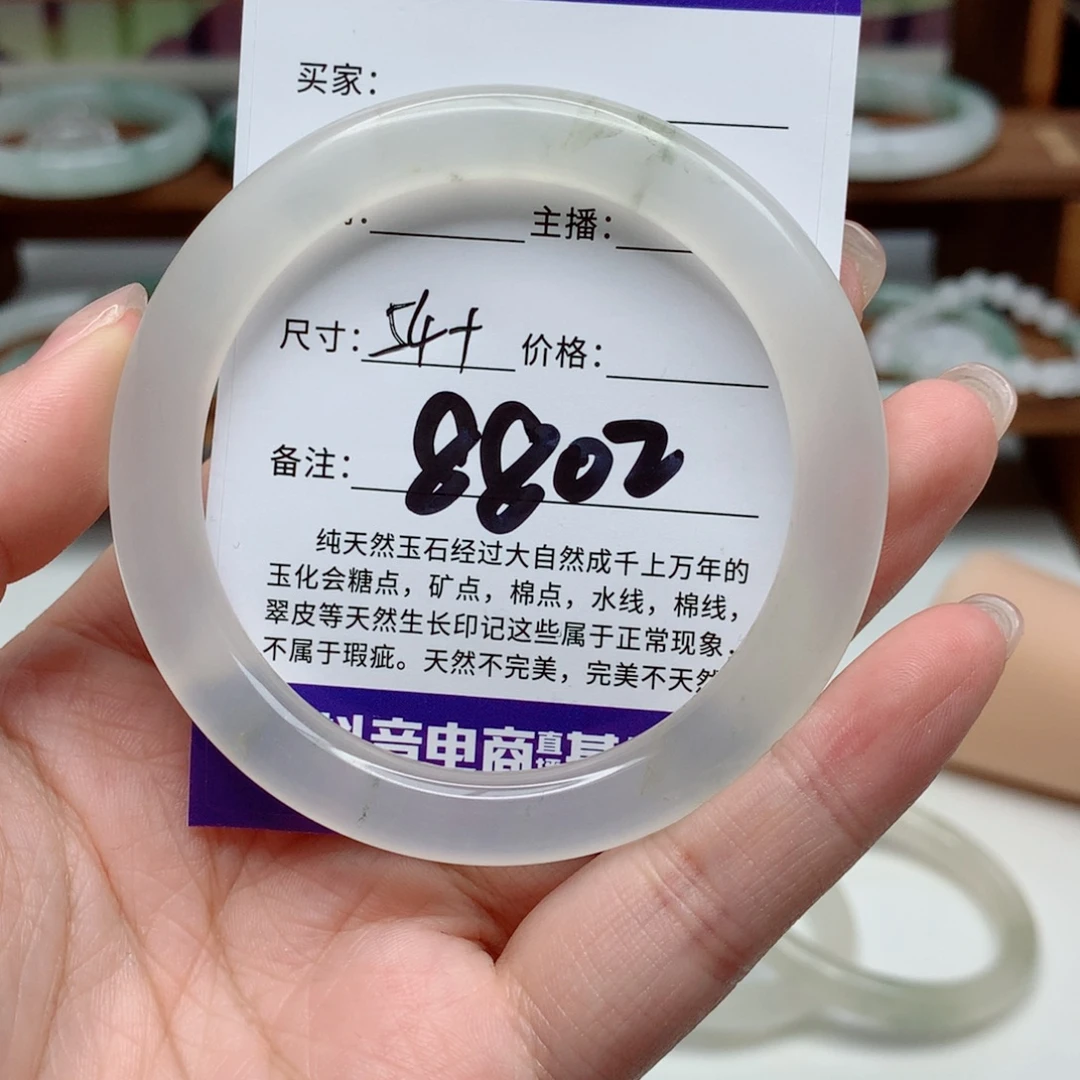 买家：
主播：
尺寸：54+ 价格：
备注：8802
纯天然玉石经过大自然成千上万年的
玉化会糖点，矿点，棉点，水线，棉线，
翠皮等天然生长印记这些属于正常现象．
不属于瑕疵。天然不完美，完美不天然
抖音电商直播基